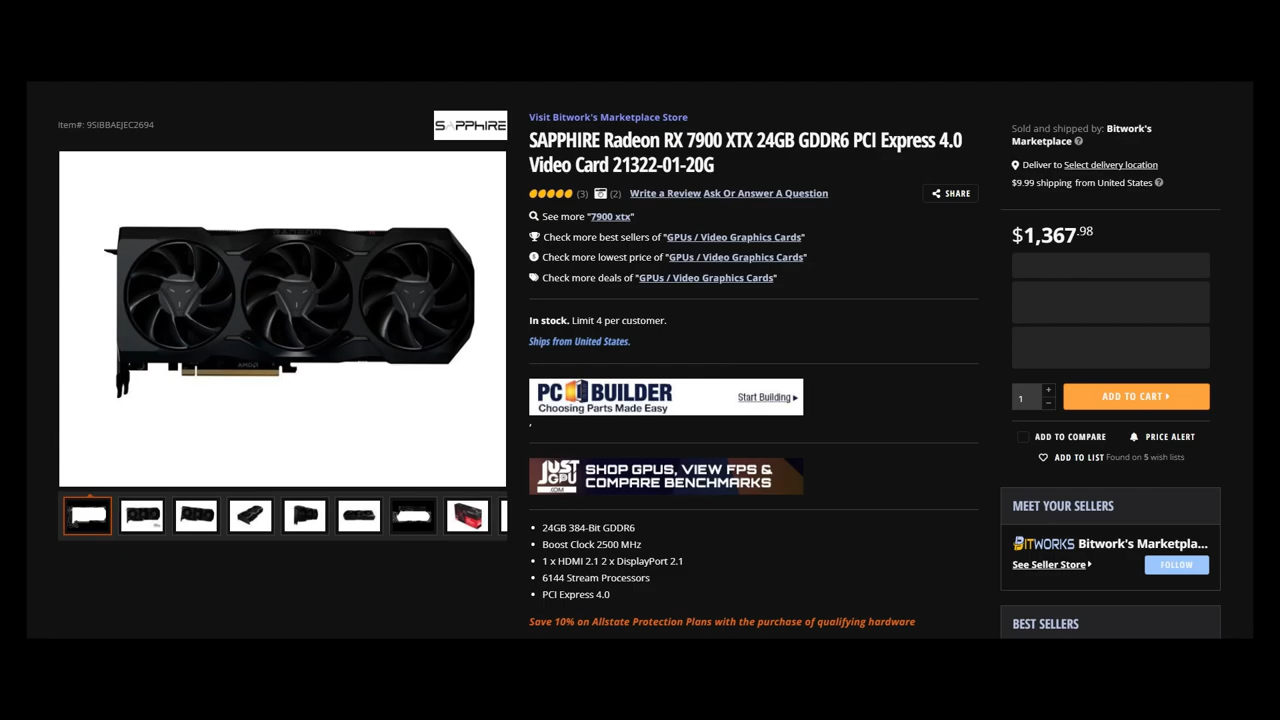 Item#: 9SIBBAEJEC2694
SAPPHIRE
Visit Bitwork's Marketplace Store
SAPPHIRE Radeon RX 7900 XTX 24GB GDDR6 PCI Express 4.0
Video Card 21322-01-20G
(3) (2) Write a Review Ask Or Answer A Question
SHARE
See more "7900 xtx"
Check more best sellers of "GPUs / Video Graphics Cards"
Check more lowest price of "GPUs / Video Graphics Cards"
Check more deals of "GPUs / Video Graphics Cards"
In stock. Limit 4 per customer.
Ships from United States.
PC BUILDER
Choosing Parts Made Easy
Start Building
,
JUST GPU .COM
SHOP GPUS, VIEW FPS &
COMPARE BENCHMARKS
• 24GB 384-Bit GDDR6
• Boost Clock 2500 MHz
• 1 x HDMI 2.1 2 x DisplayPort 2.1
• 6144 Stream Processors
• PCI Express 4.0
Save 10% on Allstate Protection Plans with the purchase of qualifying hardware
Sold and shipped by: Bitwork's
Marketplace
Deliver to Select delivery location
$9.99 shipping from United States
$1,367.98
1 + −
ADD TO CART
ADD TO COMPARE
PRICE ALERT
ADD TO LIST Found on 5 wish lists
MEET YOUR SELLERS
BITWORKS Bitwork's Marketpla...
See Seller Store
FOLLOW
BEST SELLERS